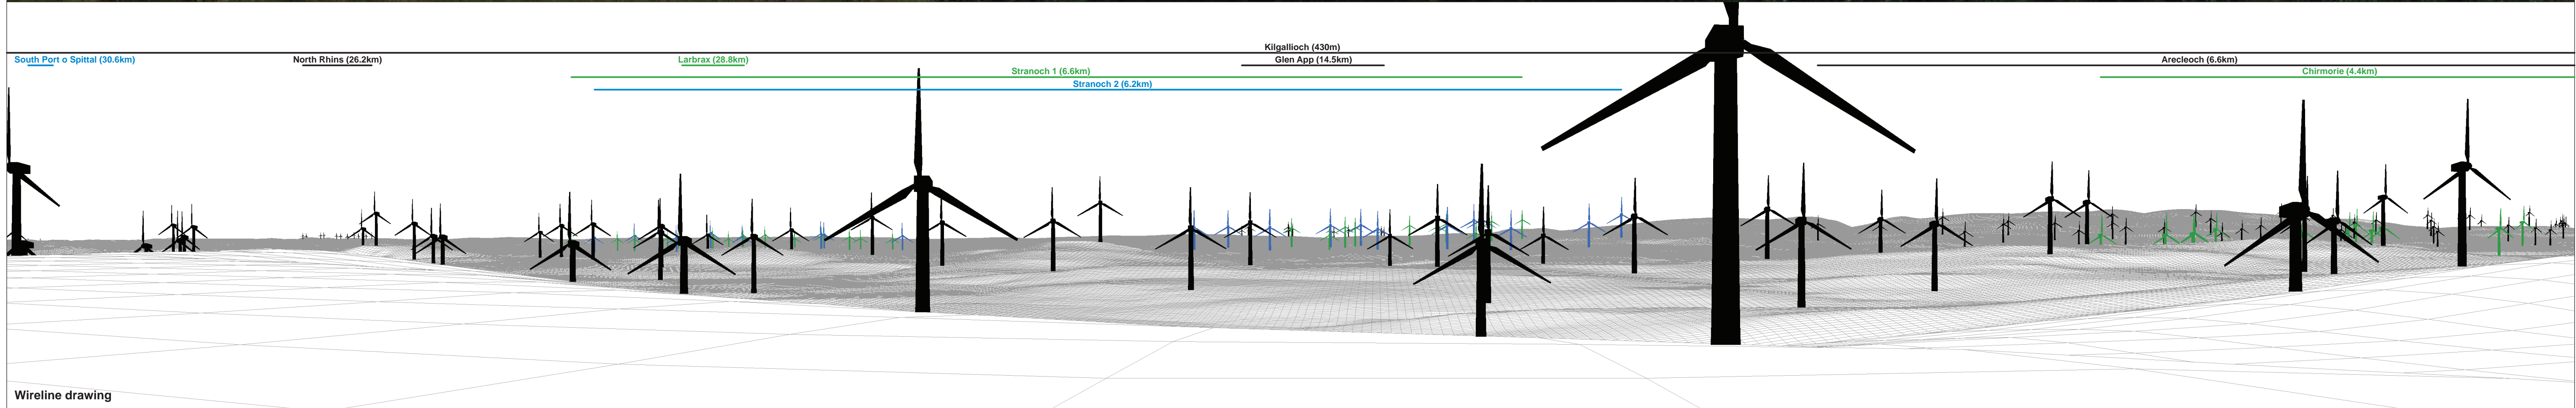 Kilgallioch (430m)
South Port o Spittal (30.6km)
North Rhins (26.2km)
Larbrax (28.8km)
Glen App (14.5km)
Arecleoch (6.6km)
Stranoch 1 (6.6km)
Chirmorie (4.4km)
Stranoch 2 (6.2km)
Wireline drawing